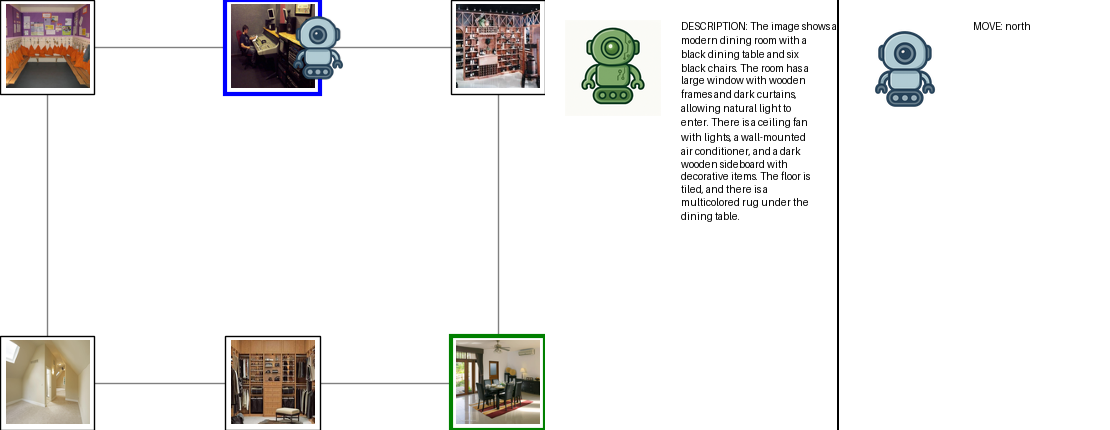 DESCRIPTION: The image shows a
modern dining room with a
black dining table and six
black chairs. The room has a
large window with wooden
frames and dark curtains,
allowing natural light to
enter. There is a ceiling fan
with lights, a wall-mounted
air conditioner, and a dark
wooden sideboard with
decorative items. The floor is
tiled, and there is a
multicolored rug under the
dining table.
MOVE: north